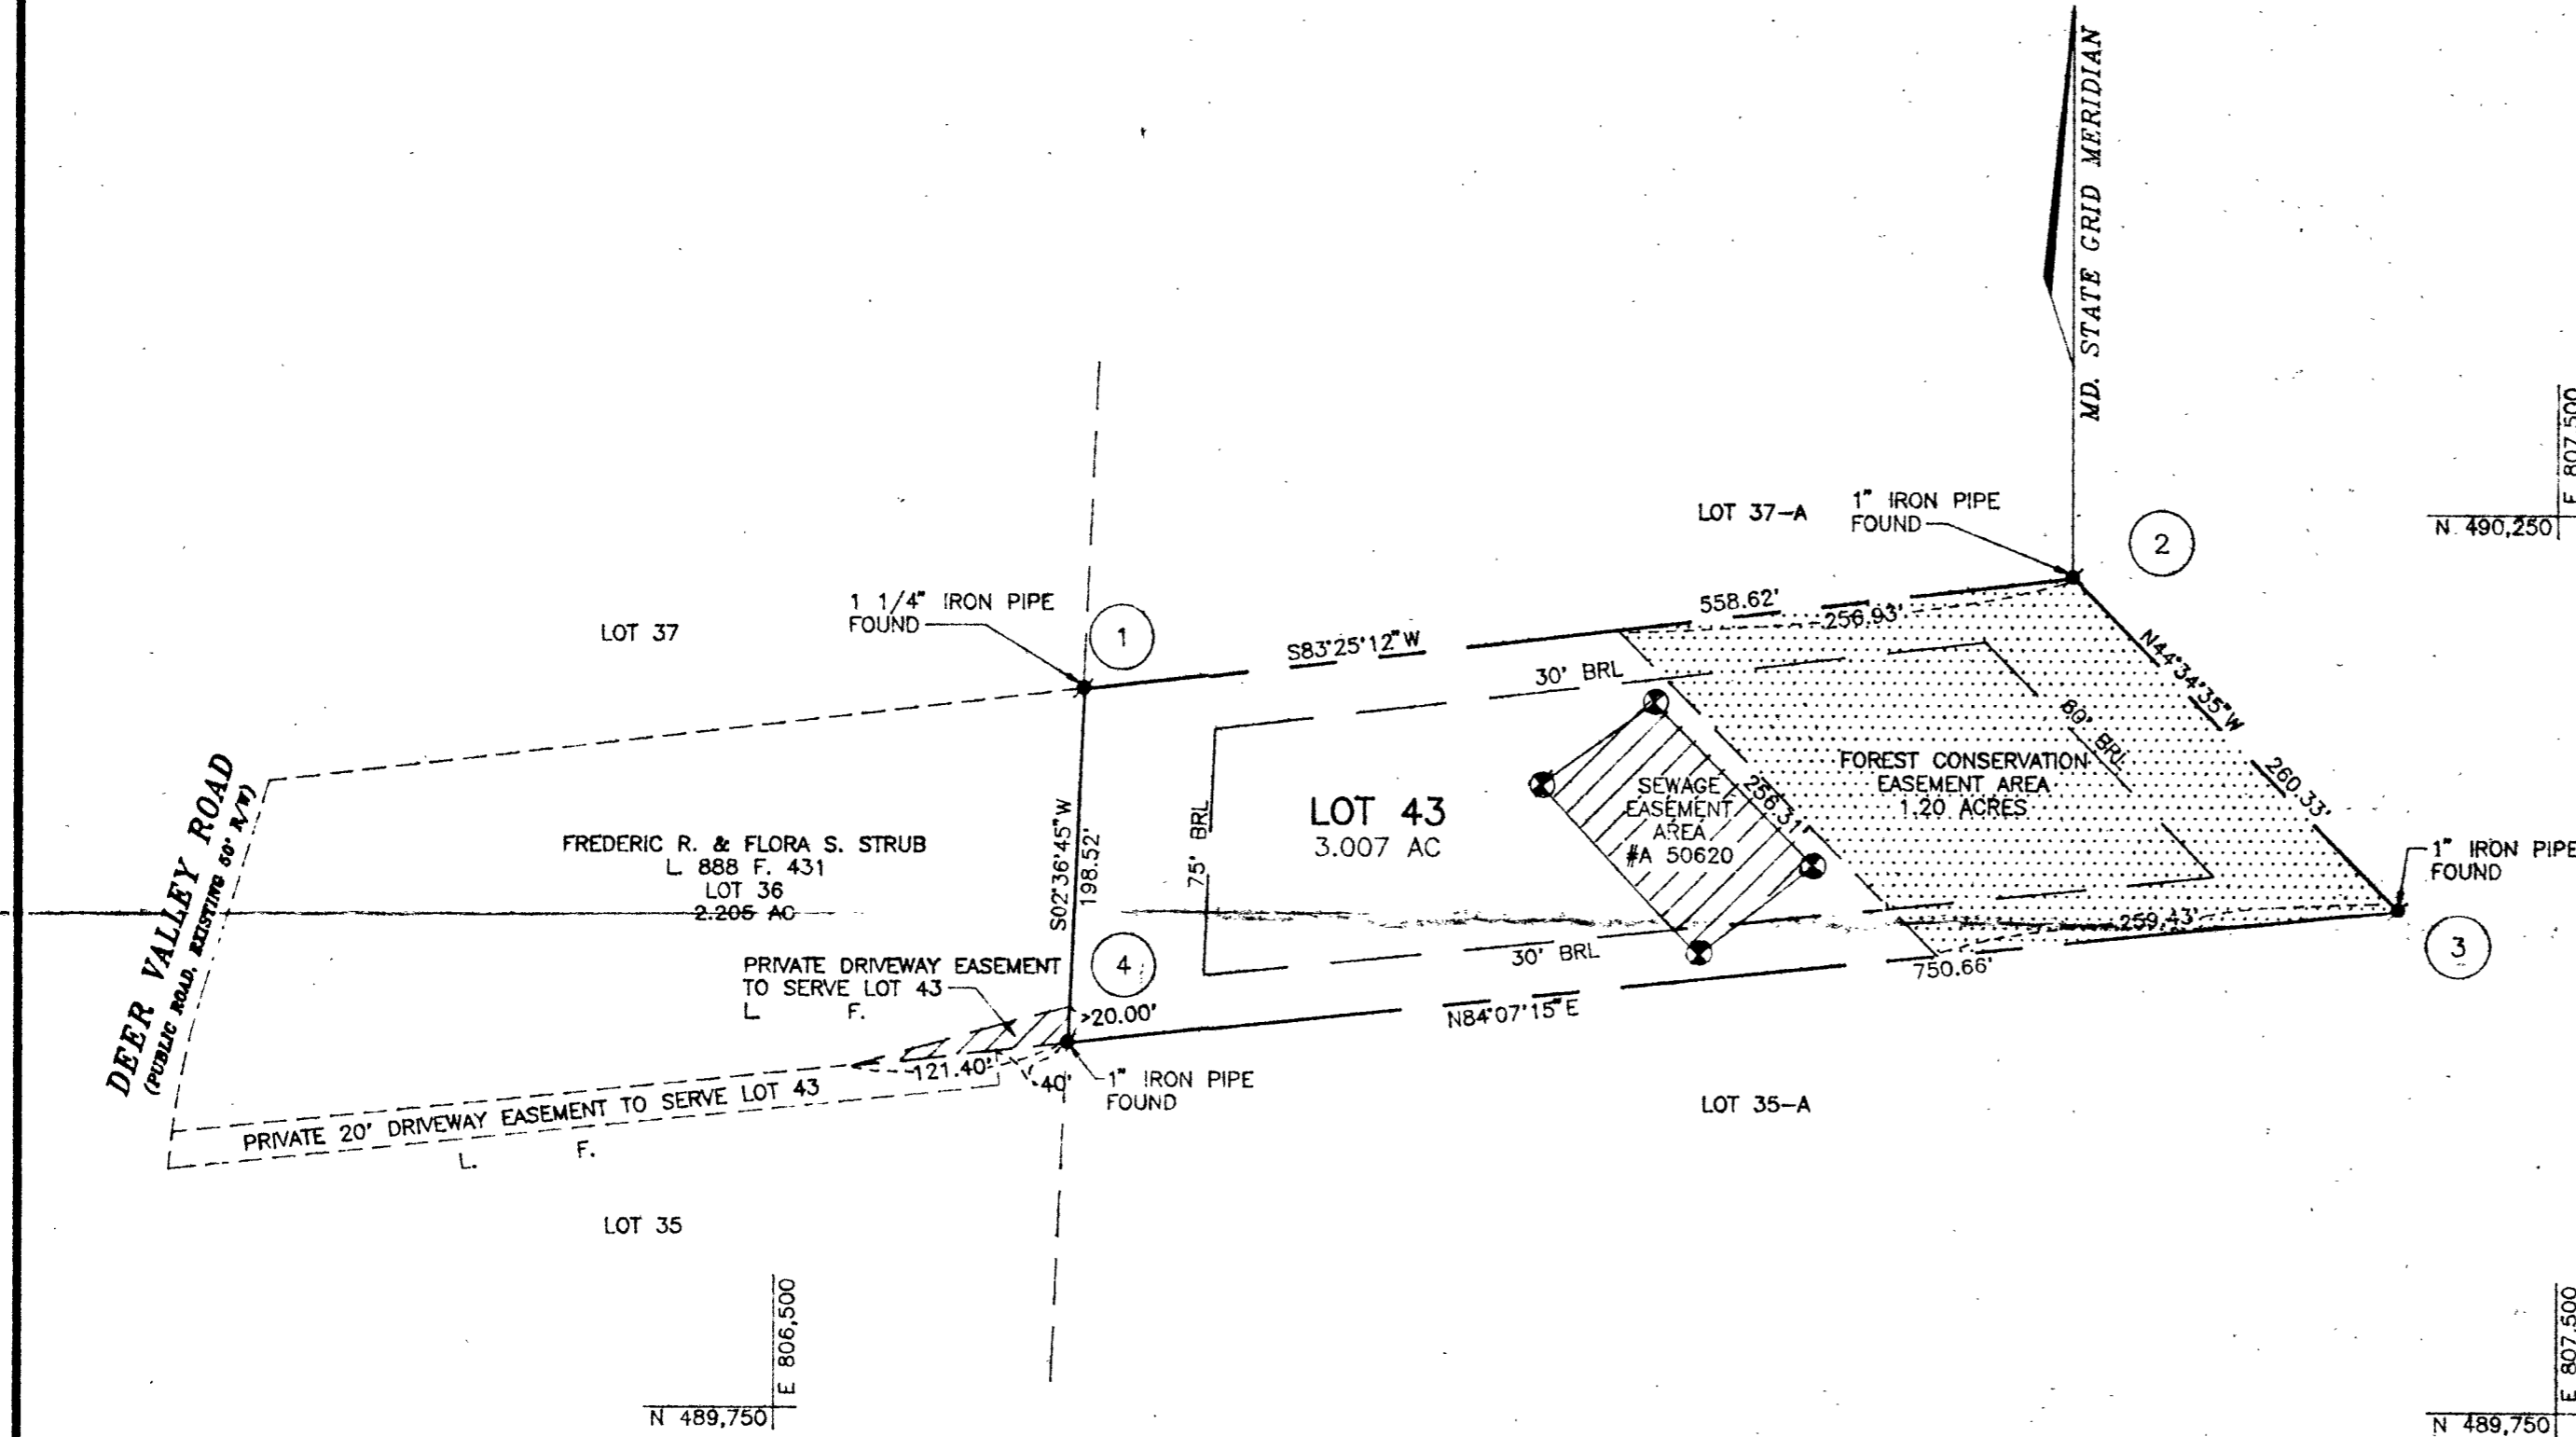 MD. STATE GRID MERIDIAN
E 807,500
N 490,250
LOT 37-A
1" IRON PIPE
FOUND
2
1 1/4" IRON PIPE
FOUND
1
LOT 37
558.62'
256.93'
S83°25'12"W
30' BRL
N44°34'35"W
80' BRL
260.33'
FOREST CONSERVATION
EASEMENT AREA
1.20 ACRES
SEWAGE
EASEMENT
AREA
#A 50620
256.31'
LOT 43
3.007 AC
75' BRL
S02°36'45"W
198.52'
DEER VALLEY ROAD
(PUBLIC ROAD, EXISTING 60' R/W)
FREDERIC R. & FLORA S. STRUB
L. 888 F. 431
LOT 36
2.205 AC
1" IRON PIPE
FOUND
3
259.43'
750.66'
30' BRL
N84°07'15"E
4
PRIVATE DRIVEWAY EASEMENT
TO SERVE LOT 43
L F.
20.00'
121.40'
40'
1" IRON PIPE
FOUND
PRIVATE 20' DRIVEWAY EASEMENT TO SERVE LOT 43
L. F.
LOT 35-A
LOT 35
E 806,500
N 489,750
E 807,500
N 489,750